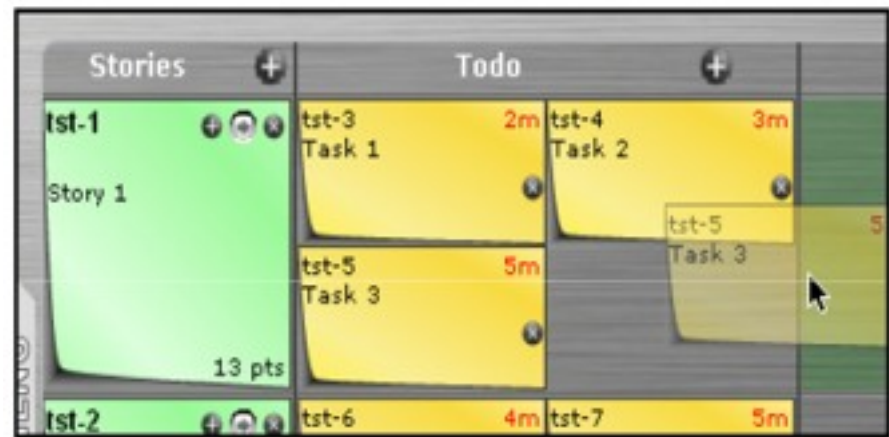 Stories
Todo
tst-1
Story 1
13 pts
tst-3 2m
Task 1
tst-4 3m
Task 2
tst-5 5m
Task 3
tst-5 5
Task 3
tst-2
tst-6 4m
tst-7 5m